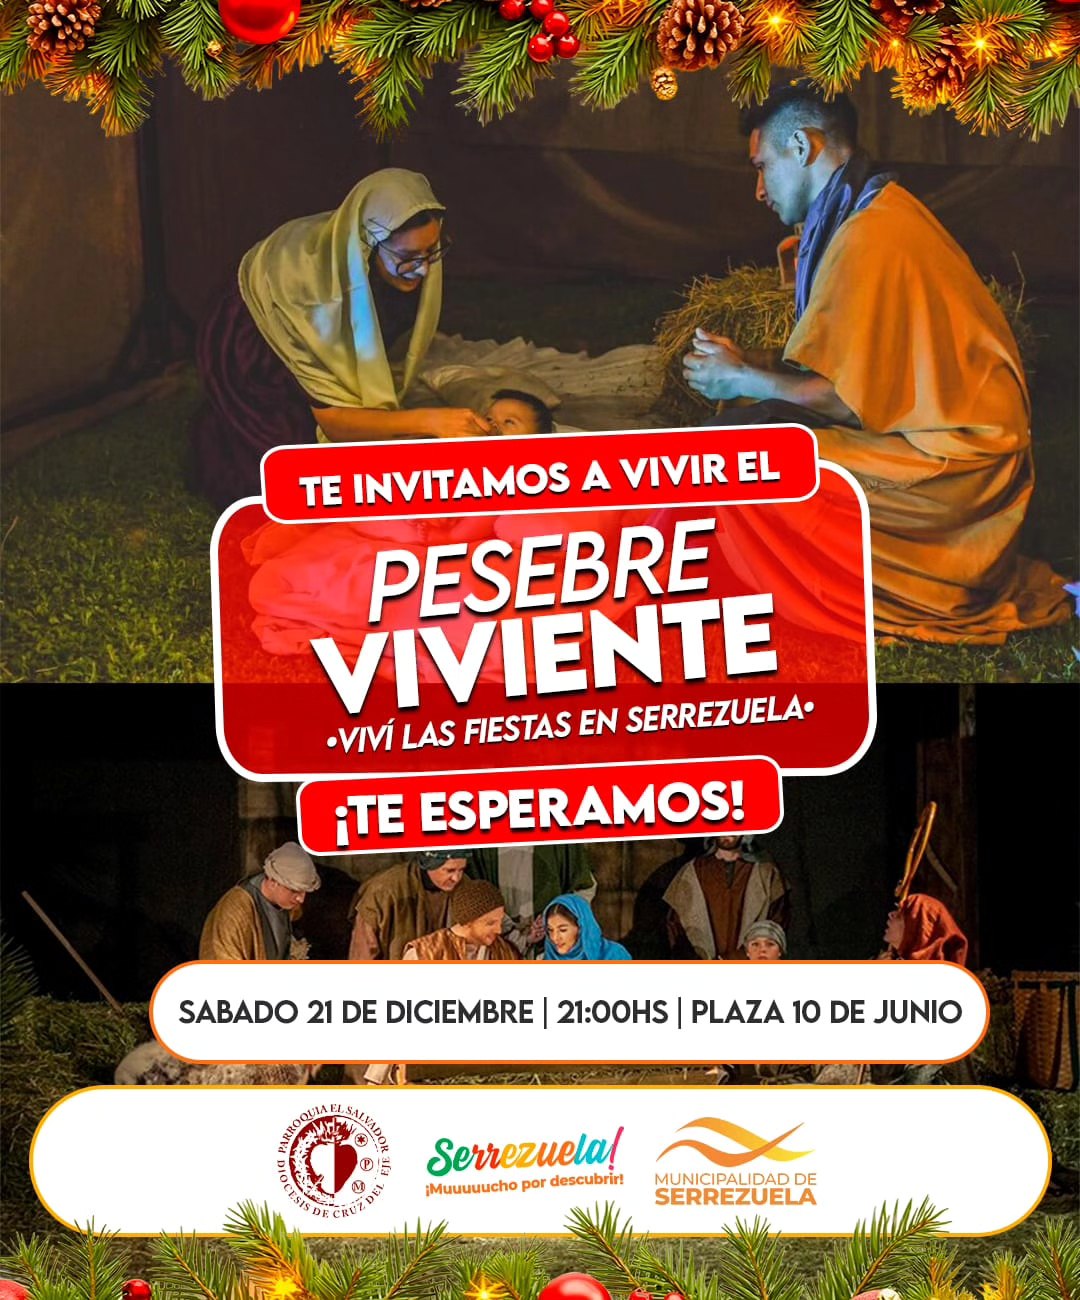 TE INVITAMOS A VIVIR EL
PESEBRE
VIVIENTE
•VIVÍ LAS FIESTAS EN SERREZUELA•
¡TE ESPERAMOS!
SABADO 21 DE DICIEMBRE | 21:00HS | PLAZA 10 DE JUNIO
PARROQUIA EL SALVADOR
DIOCESIS DE CRUZ DEL EJE
P
M
Serrezuela!
¡Muuuuucho por descubrir!
MUNICIPALIDAD DE
SERREZUELA